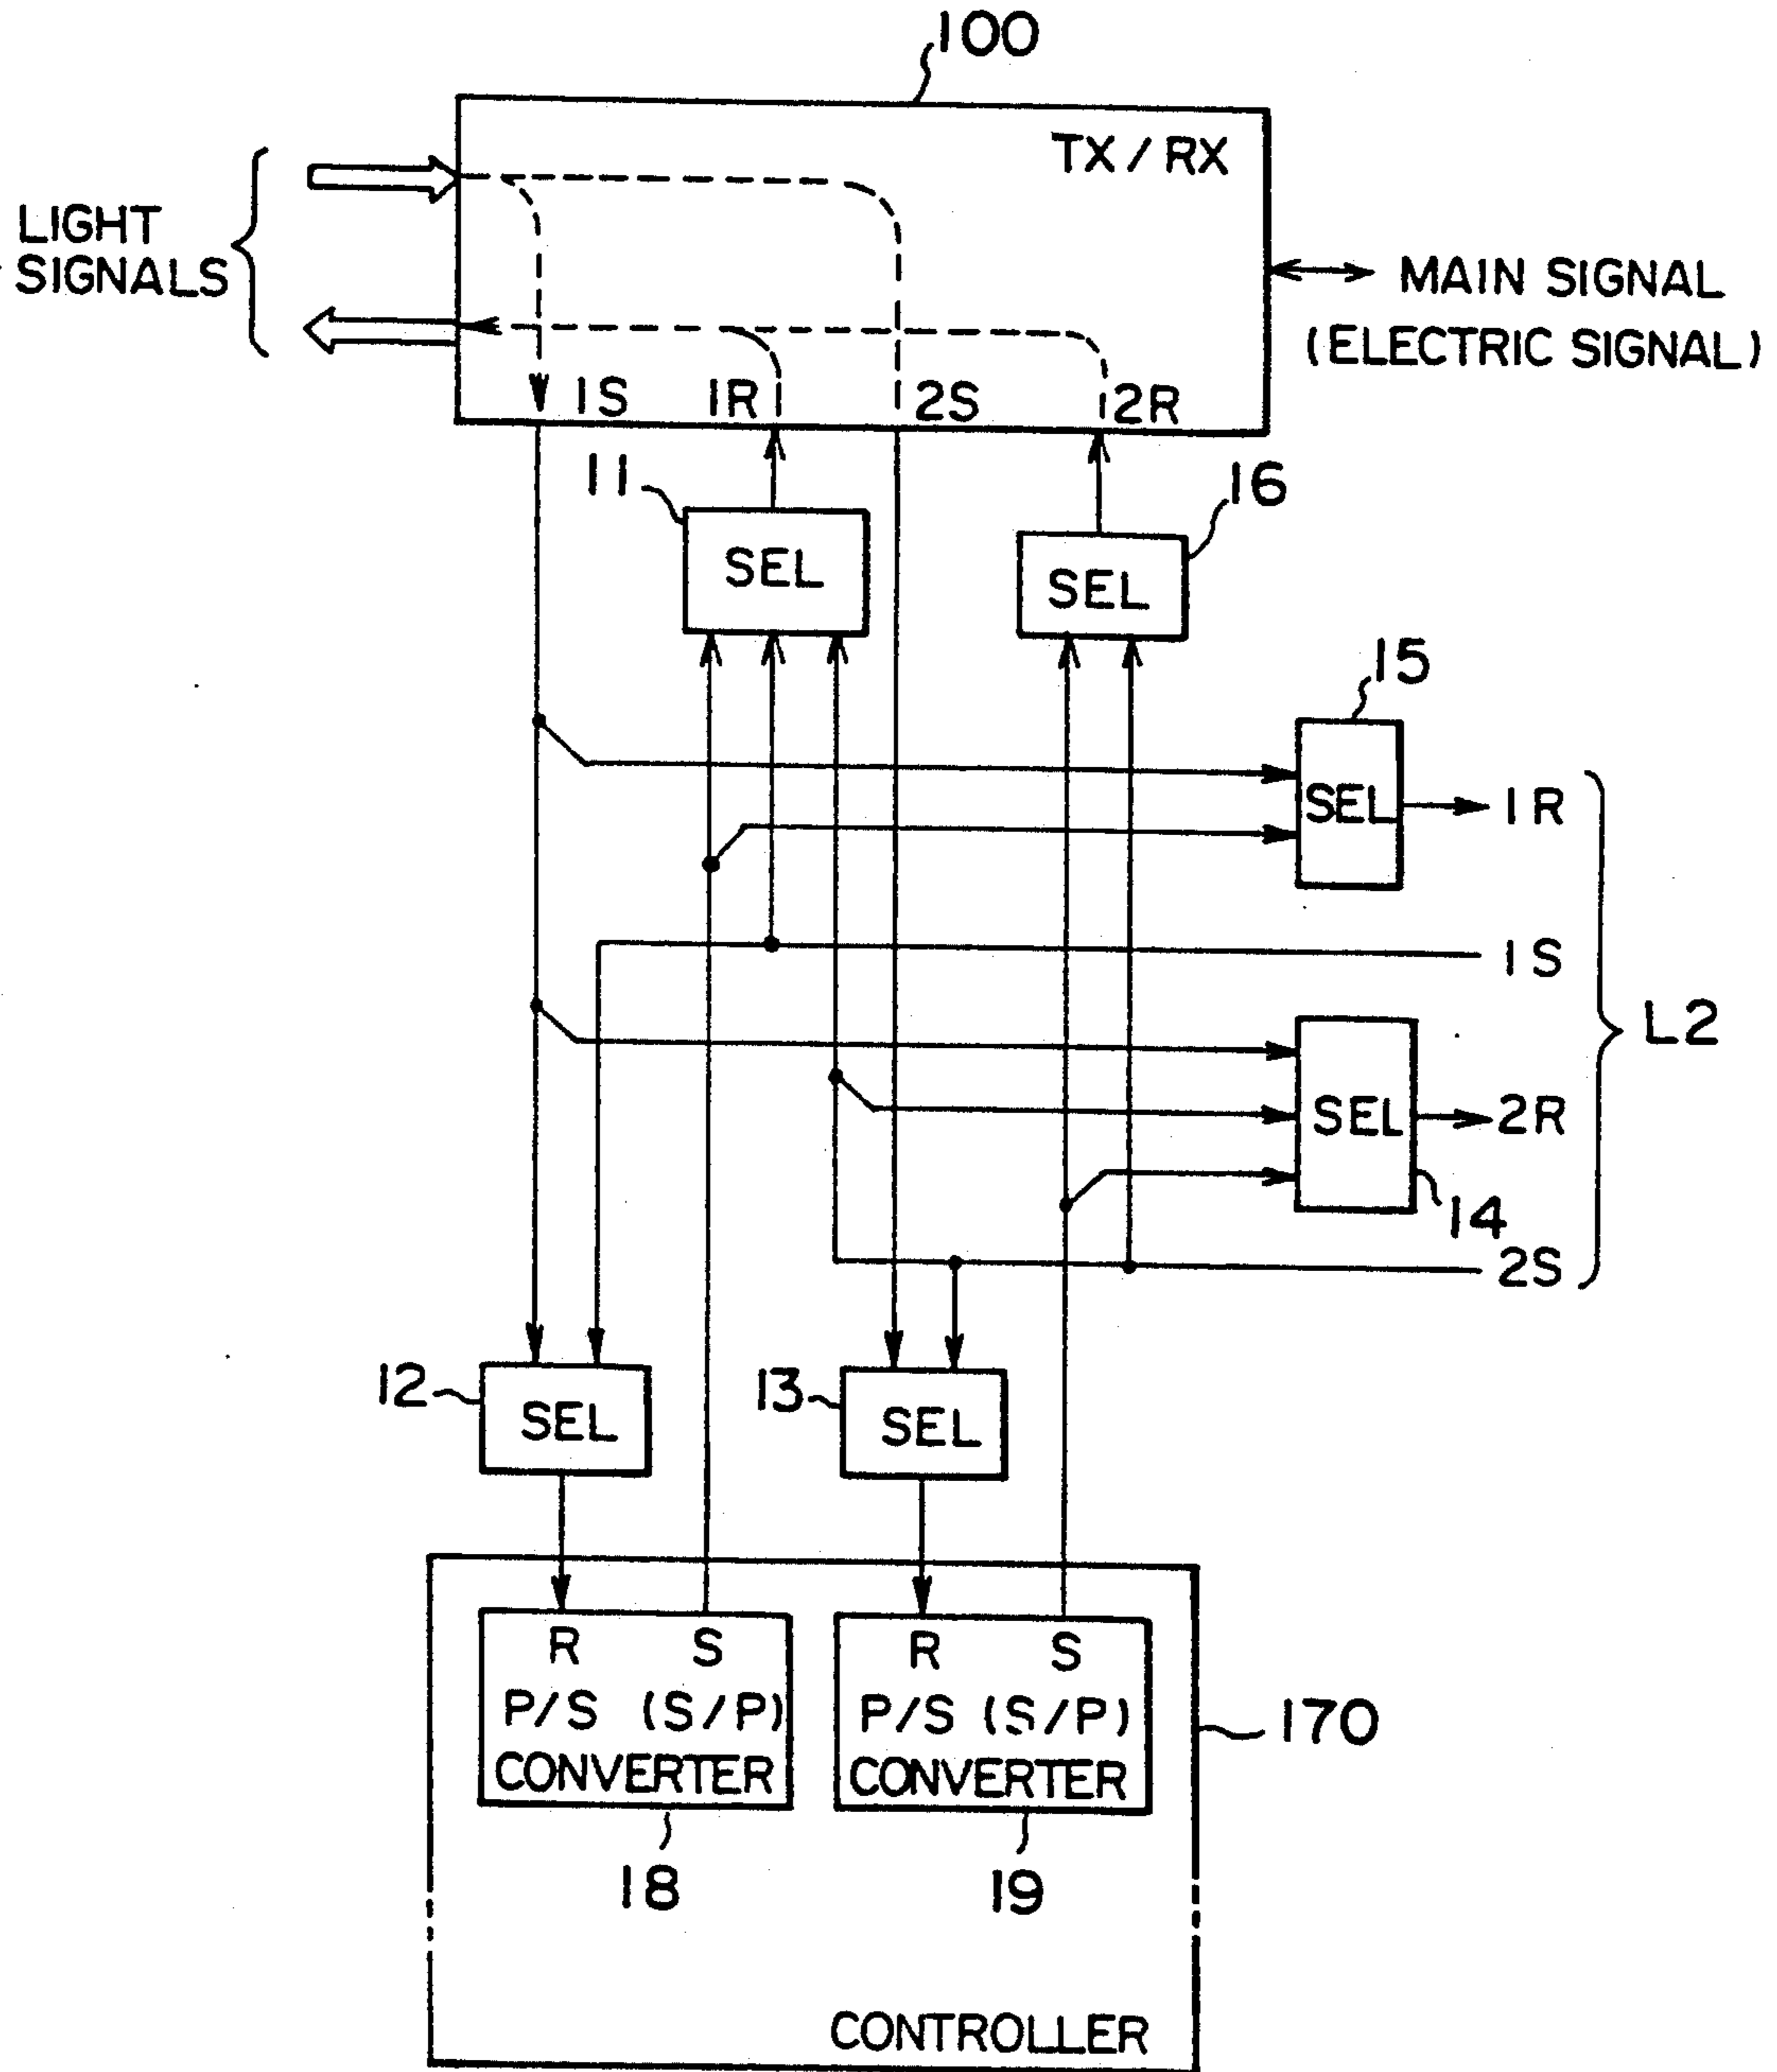 100
TX / RX
LIGHT
SIGNALS
MAIN SIGNAL
(ELECTRIC SIGNAL)
1S 1R 2S 2R
11
16
SEL
SEL
15
SEL
1R
1S
L2
SEL
2R
14
2S
12
13
SEL
SEL
R S
R S
P/S (S/P)
P/S (S/P)
170
CONVERTER
CONVERTER
18
19
CONTROLLER